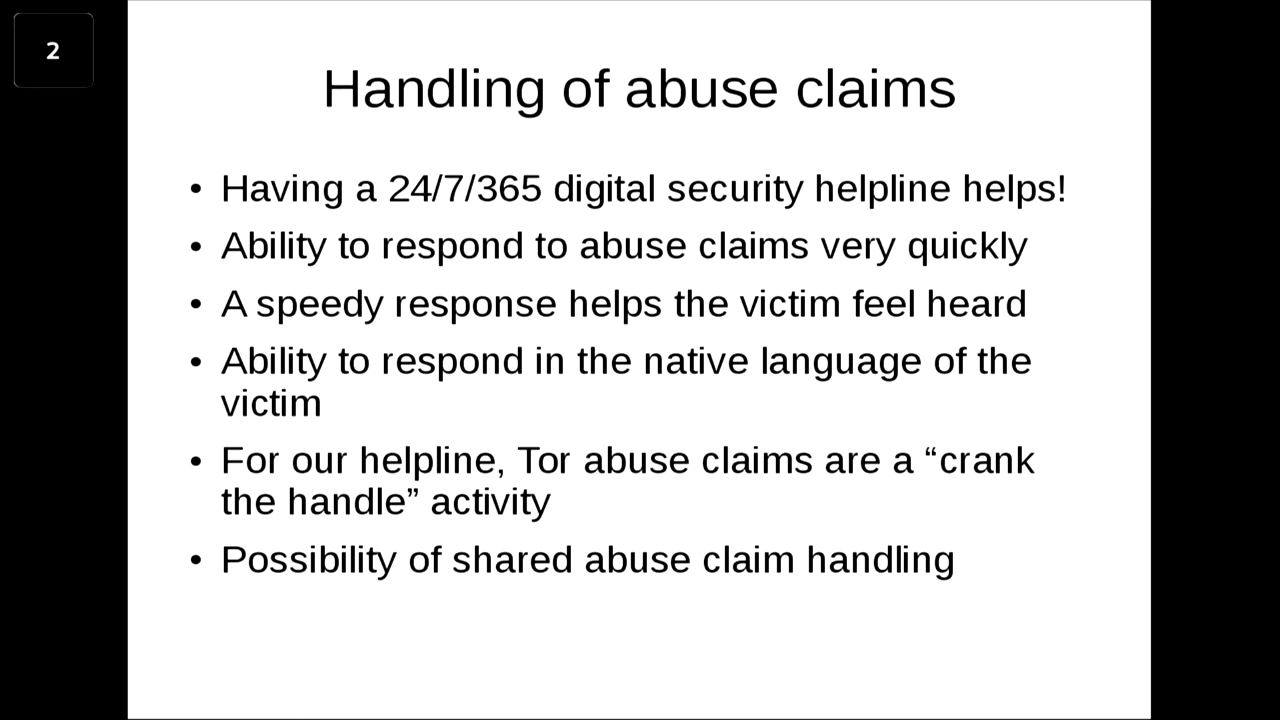 2
Handling of abuse claims
• Having a 24/7/365 digital security helpline helps!
• Ability to respond to abuse claims very quickly
• A speedy response helps the victim feel heard
• Ability to respond in the native language of the
victim
• For our helpline, Tor abuse claims are a “crank
the handle” activity
• Possibility of shared abuse claim handling